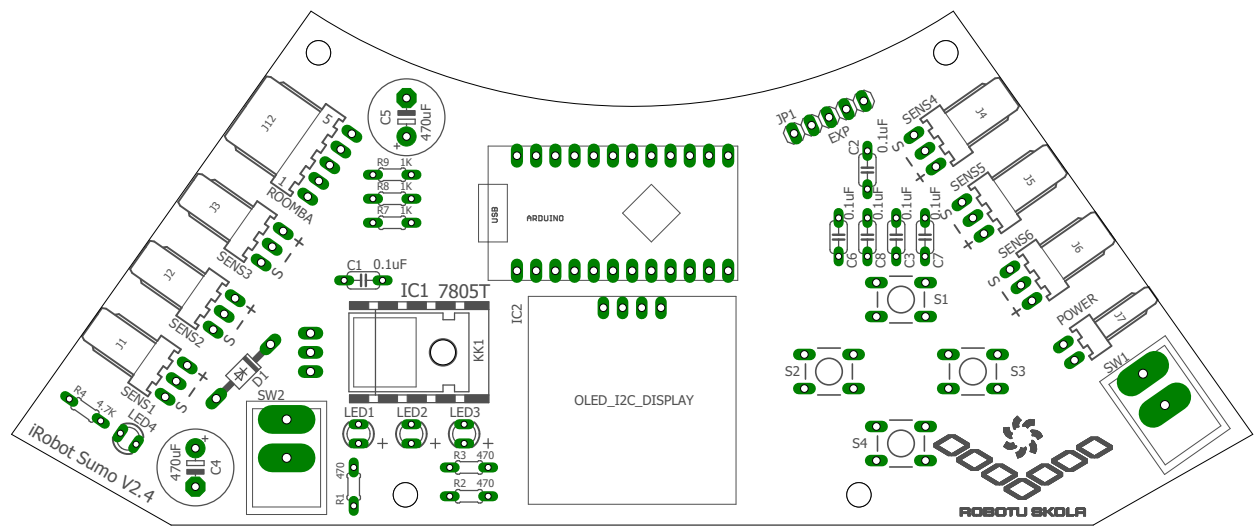 J12
5
1
ROOMBA
C5
470uF
+
R9 1K
R8 1K
R7 1K
USB
ARDUINO
JP1
EXP
C2
0.1uF
SENS4
J4
S - +
SENS5
J5
S - +
SENS6
J6
S - +
J3
SENS3
+ - S
J2
SENS2
+ - S
J1
SENS1
+ - S
0.1uF
0.1uF
0.1uF
0.1uF
C6
C8
C3
C7
C1
0.1uF
IC1 7805T
KK1
IC2
OLED_I2C_DISPLAY
S1
S2
S3
S4
POWER
J7
SW1
D1
SW2
R4
4.7K
LED4
LED1
+
LED2
+
LED3
+
R3 470
R2 470
470
R1
+
470uF
C4
iRobot Sumo V2.4
ROBOTU SKOLA